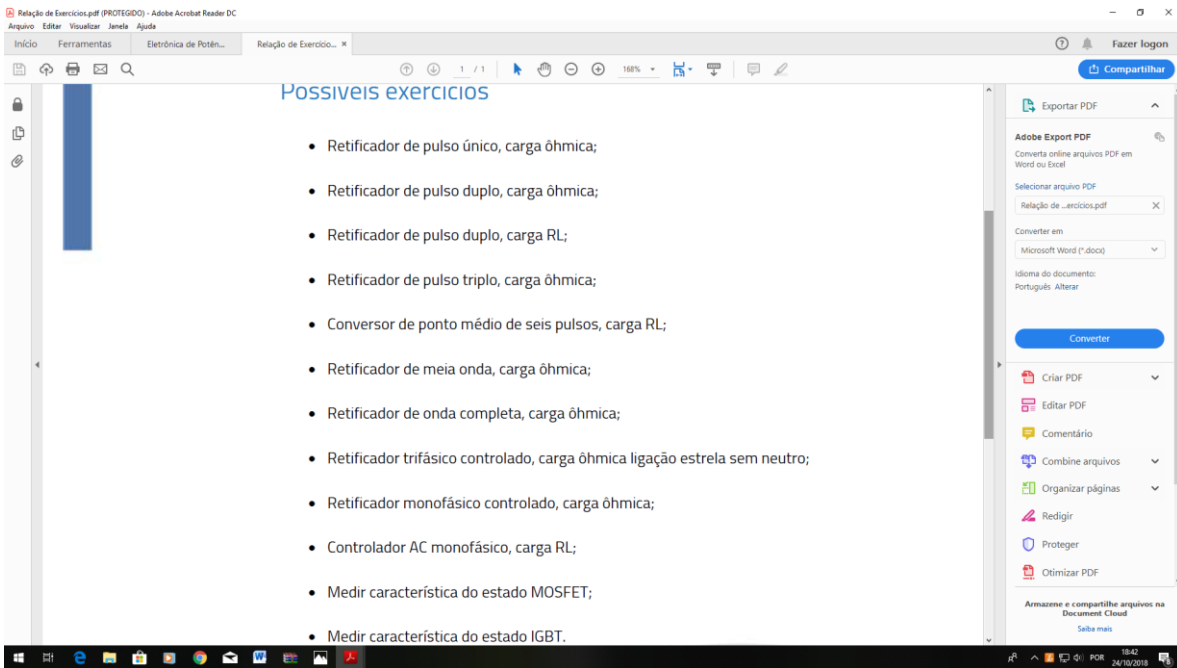 Relação de Exercícios.pdf (PROTEGIDO) - Adobe Acrobat Reader DC
Arquivo Editar Visualizar Janela Ajuda
Início Ferramentas Eletrônica de Potên... Relação de Exercício... × Fazer logon
1 / 1 168% Compartilhar
Possíveis exercícios
• Retificador de pulso único, carga ôhmica;
• Retificador de pulso duplo, carga ôhmica;
• Retificador de pulso duplo, carga RL;
• Retificador de pulso triplo, carga ôhmica;
• Conversor de ponto médio de seis pulsos, carga RL;
• Retificador de meia onda, carga ôhmica;
• Retificador de onda completa, carga ôhmica;
• Retificador trifásico controlado, carga ôhmica ligação estrela sem neutro;
• Retificador monofásico controlado, carga ôhmica;
• Controlador AC monofásico, carga RL;
• Medir característica do estado MOSFET;
• Medir característica do estado IGBT.
Exportar PDF
Adobe Export PDF
Converta online arquivos PDF em
Word ou Excel
Selecionar arquivo PDF
Relação de ...ercícios.pdf
Converter em
Microsoft Word (*.docx)
Idioma do documento:
Português Alterar
Converter
Criar PDF
Editar PDF
Comentário
Combine arquivos
Organizar páginas
Redigir
Proteger
Otimizar PDF
Armazene e compartilhe arquivos na
Document Cloud
Saiba mais
POR
18:42
24/10/2018